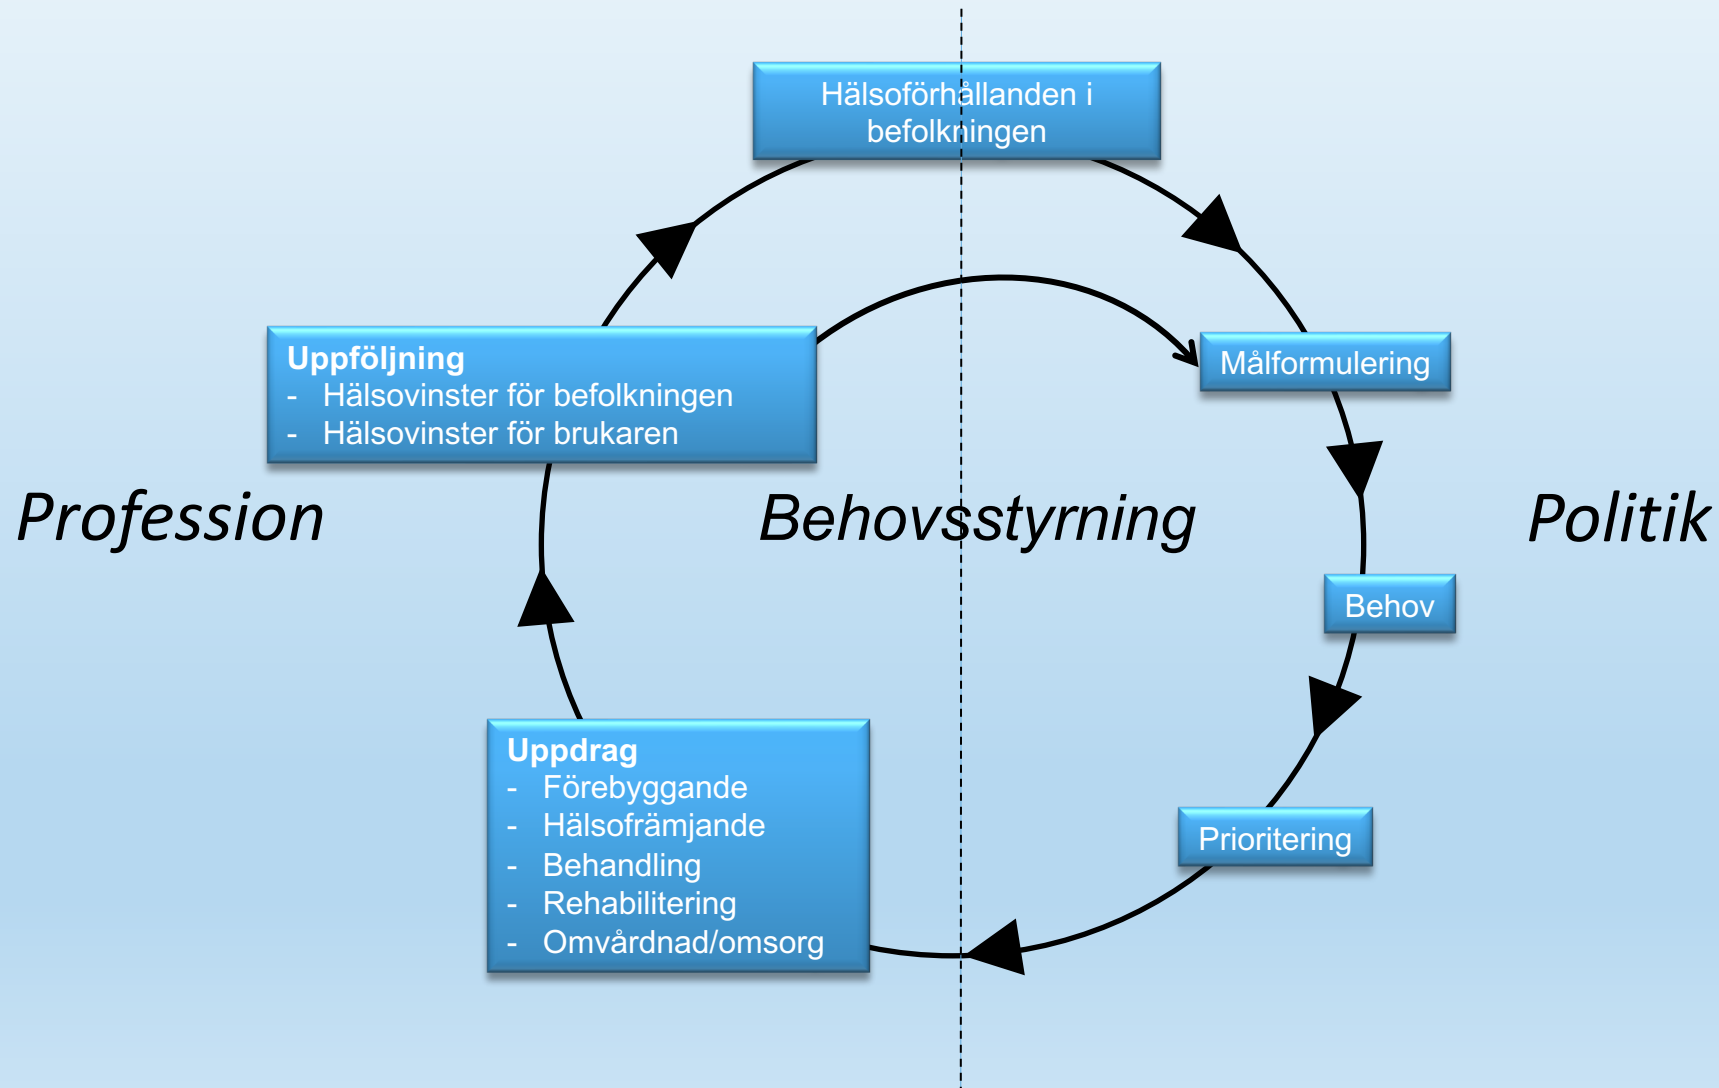 Hälsoförhållanden i
befolkningen
Uppföljning
- Hälsovinster för befolkningen
- Hälsovinster för brukaren
Målformulering
Profession
Behovsstyrning
Politik
Behov
Uppdrag
- Förebyggande
- Hälsofrämjande
- Behandling
- Rehabilitering
- Omvårdnad/omsorg
Prioritering